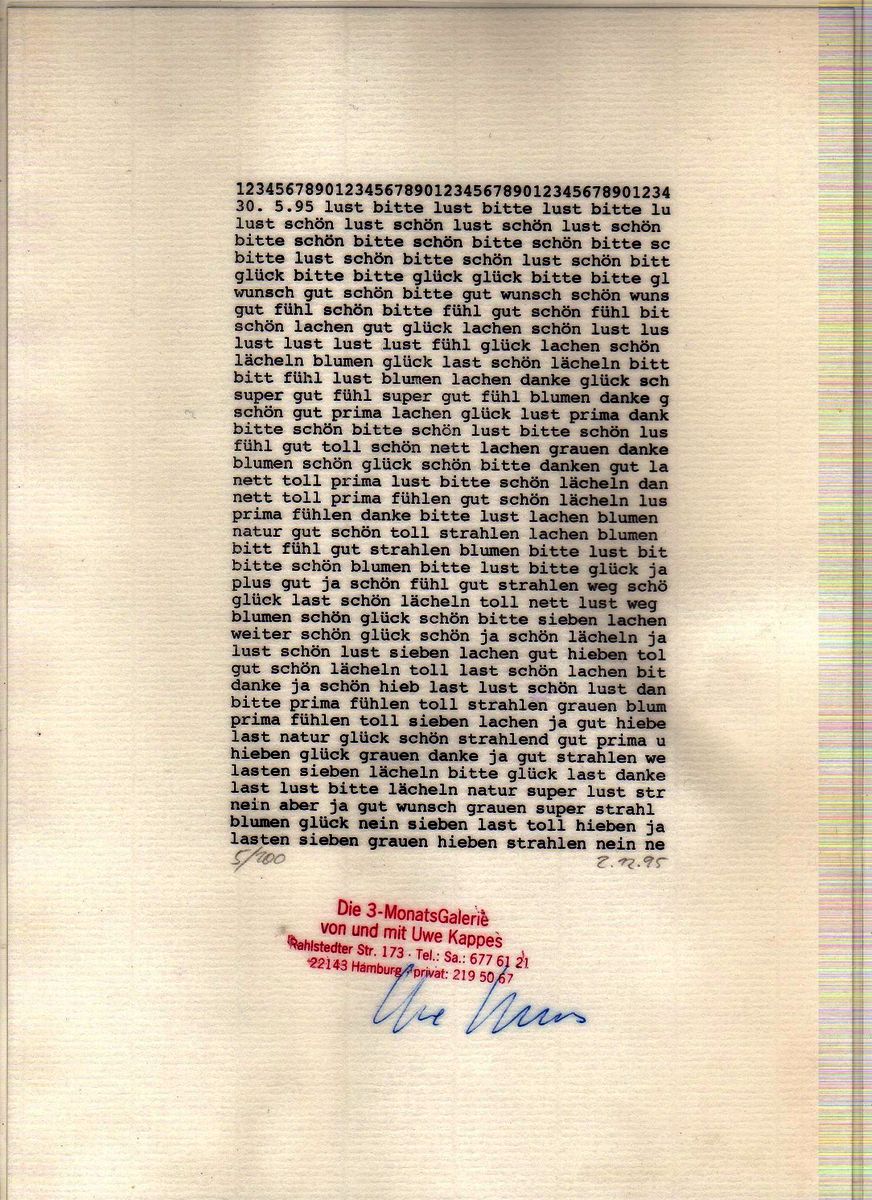 123456789012345678901234567890123456789012345678901234
30. 5.95 lust bitte lust bitte lust bitte lu
lust schön lust schön lust schön lust schön
bitte schön bitte schön bitte schön bitte sc
bitte lust schön bitte schön lust schön bitt
glück bitte bitte glück glück bitte bitte gl
wunsch gut schön bitte gut wunsch schön wuns
gut fühl schön bitte fühl gut schön fühl bit
schön lachen gut glück lachen schön lust lus
lust lust lust lust fühl glück lachen schön
lächeln blumen glück last schön lächeln bitt
bitt fühl lust blumen lachen danke glück sch
super gut fühl super gut fühl blumen danke g
schön gut prima lachen glück lust prima dank
bitte schön bitte schön lust bitte schön lus
fühl gut toll schön nett lachen grauen danke
blumen schön glück schön bitte danken gut la
nett toll prima lust bitte schön lächeln dan
nett toll prima fühlen gut schön lächeln lus
prima fühlen danke bitte lust lachen blumen
natur gut schön toll strahlen lachen blumen
bitt fühl gut strahlen blumen bitte lust bit
bitte schön blumen bitte lust bitte glück ja
plus gut ja schön fühl gut strahlen weg schö
glück last schön lächeln toll nett lust weg
blumen schön glück schön bitte sieben lachen
weiter schön glück schön ja schön lächeln ja
lust schön lust sieben lachen gut hieben tol
gut schön lächeln toll last schön lachen bit
danke ja schön hieb last lust schön lust dan
bitte prima fühlen toll strahlen grauen blum
prima fühlen toll sieben lachen ja gut hiebe
last natur glück schön strahlend gut prima u
hieben glück grauen danke ja gut strahlen we
lasten sieben lächeln bitte glück last danke
last lust bitte lächeln natur super lust str
nein aber ja gut wunsch grauen super strahl
blumen glück nein sieben last toll hieben ja
lasten sieben grauen hieben strahlen nein ne
5/200 2.12.95
Die 3-MonatsGalerie
von und mit Uwe Kappes
Rahlstedter Str. 173 · Tel.: Sa.: 677 61 21
22143 Hamburg · privat: 219 50 67